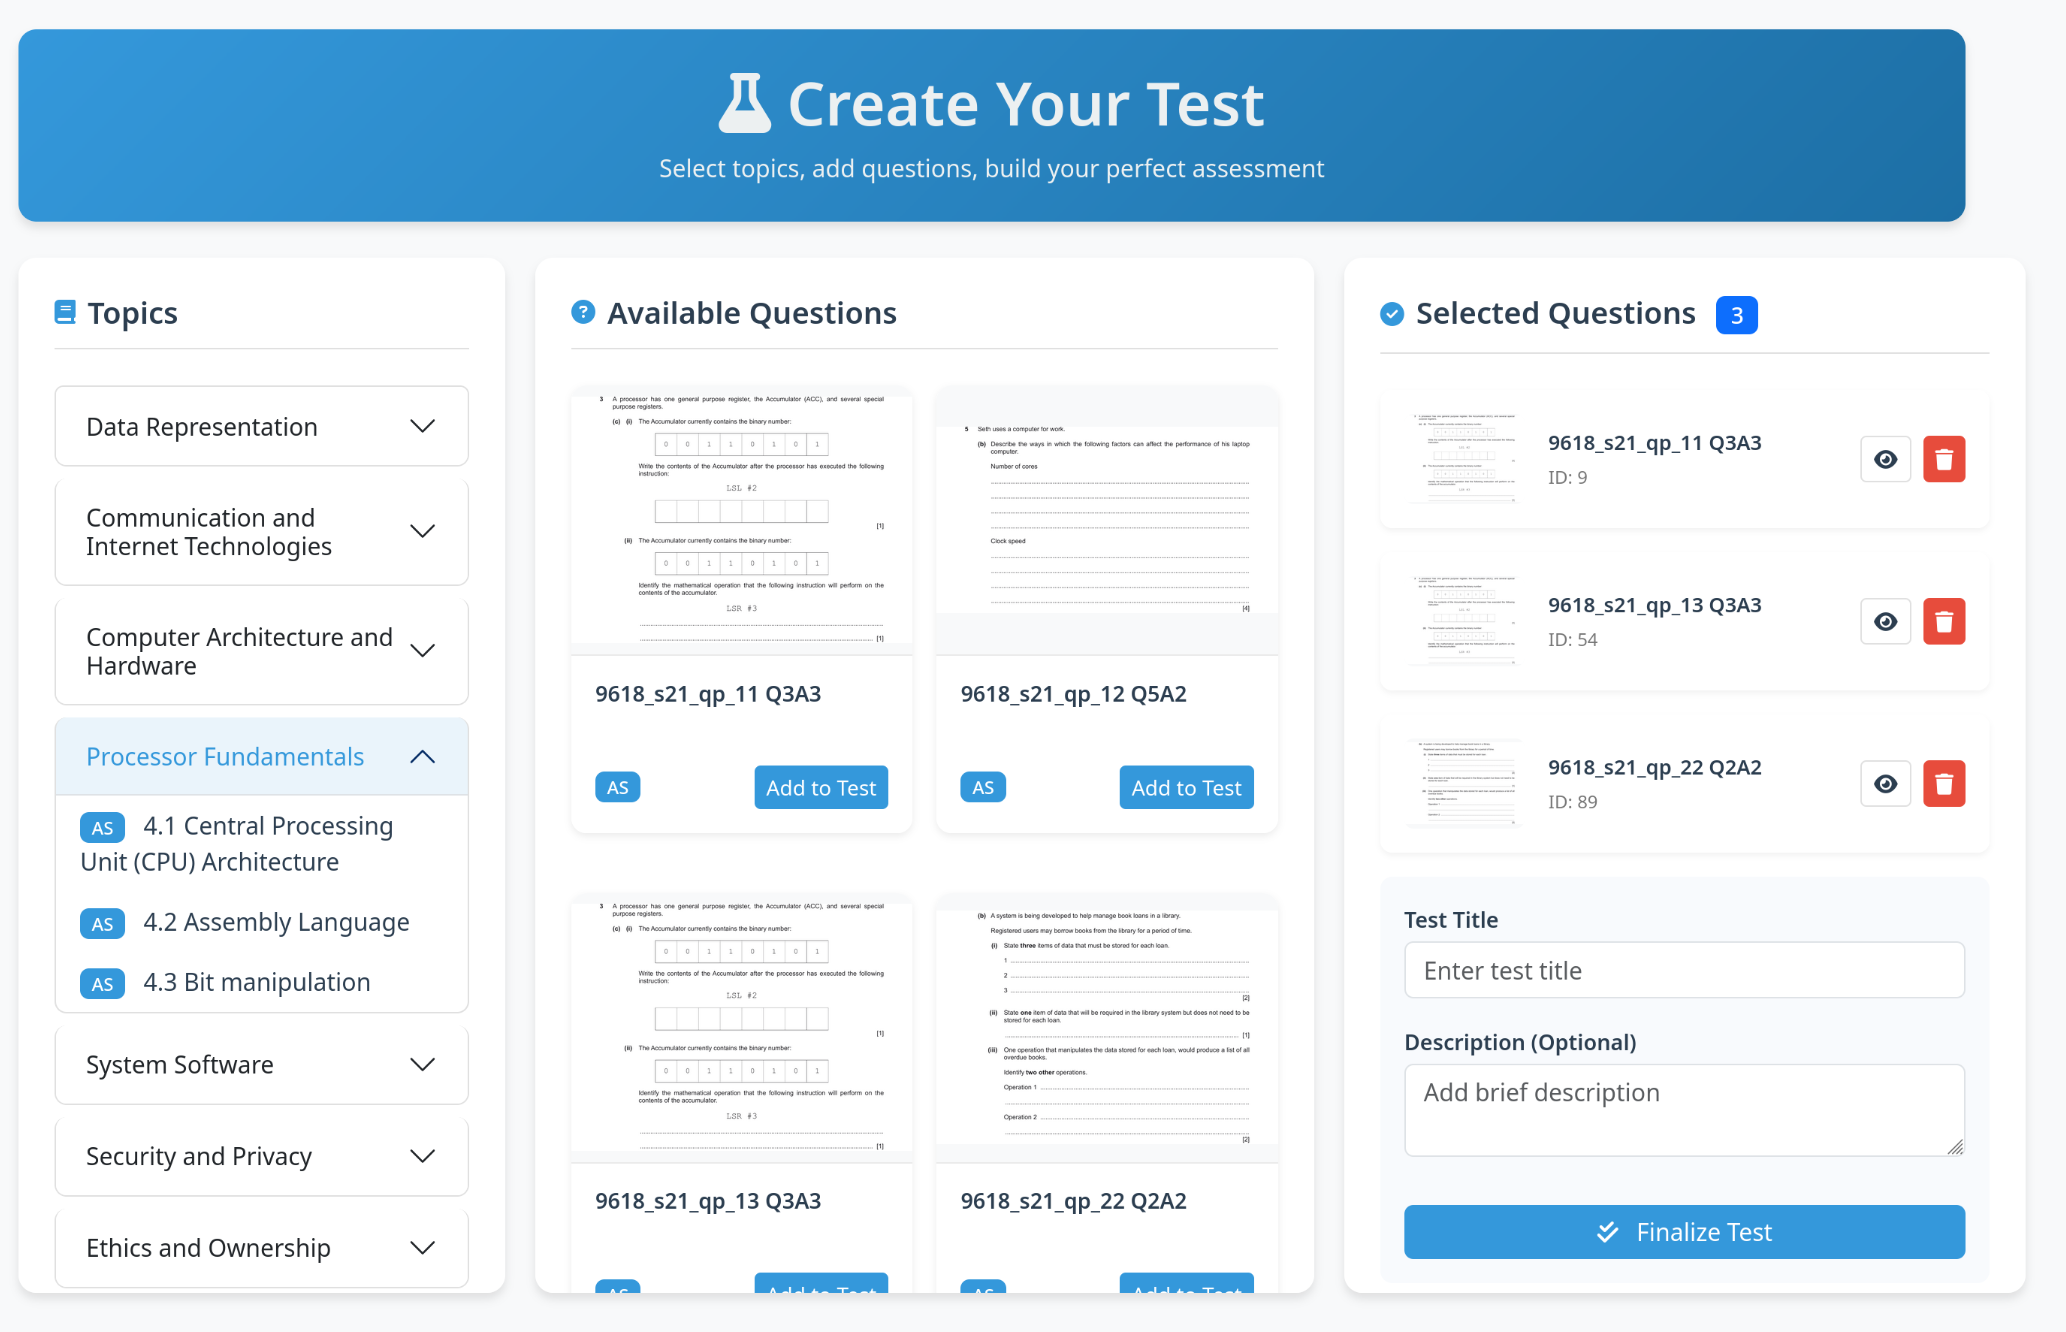 Create Your Test
Select topics, add questions, build your perfect assessment
Topics
Data Representation
Communication and
Internet Technologies
Computer Architecture and
Hardware
Processor Fundamentals
AS 4.1 Central Processing
Unit (CPU) Architecture
AS 4.2 Assembly Language
AS 4.3 Bit manipulation
System Software
Security and Privacy
Ethics and Ownership
Available Questions
3 A processor has one general purpose register, the Accumulator (ACC), and several special
purpose registers.
(c) (i) The Accumulator currently contains the binary number:
0 0 1 1 0 1 0 1
Write the contents of the Accumulator after the processor has executed the following
instruction:
LSL #2
[1]
(ii) The Accumulator currently contains the binary number:
0 0 1 1 0 1 0 1
Identify the mathematical operation that the following instruction will perform on the
contents of the accumulator.
LSR #3
[1]
9618_s21_qp_11 Q3A3
AS Add to Test
5 Seth uses a computer for work.
(b) Describe the ways in which the following factors can affect the performance of his laptop
computer.
Number of cores
Clock speed
[4]
9618_s21_qp_12 Q5A2
AS Add to Test
3 A processor has one general purpose register, the Accumulator (ACC), and several special
purpose registers.
(c) (i) The Accumulator currently contains the binary number:
0 0 1 1 0 1 0 1
Write the contents of the Accumulator after the processor has executed the following
instruction:
LSL #2
[1]
(ii) The Accumulator currently contains the binary number:
0 0 1 1 0 1 0 1
Identify the mathematical operation that the following instruction will perform on the
contents of the accumulator.
LSR #3
[1]
9618_s21_qp_13 Q3A3
AS Add to Test
(b) A system is being developed to help manage book loans in a library.
Registered users may borrow books from the library for a period of time.
(i) State three items of data that must be stored for each loan.
1
2
3
[2]
(ii) State one item of data that will be required in the library system but does not need to be
stored for each loan.
[1]
(iii) One operation that manipulates the data stored for each loan, would produce a list of all
overdue books.
Identify two other operations.
Operation 1
Operation 2
[2]
9618_s21_qp_22 Q2A2
AS Add to Test
Selected Questions 3
9618_s21_qp_11 Q3A3
ID: 9
9618_s21_qp_13 Q3A3
ID: 54
9618_s21_qp_22 Q2A2
ID: 89
Test Title
Enter test title
Description (Optional)
Add brief description
Finalize Test